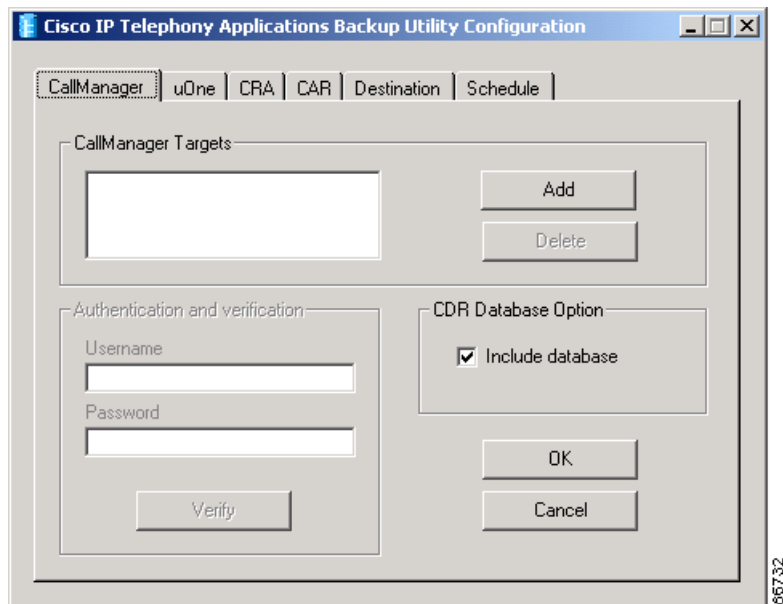 Cisco IP Telephony Applications Backup Utility Configuration
CallManager uOne CRA CAR Destination Schedule
CallManager Targets
Add
Delete
Authentication and verification
Username
Password
Verify
CDR Database Option
Include database
OK
Cancel
86732